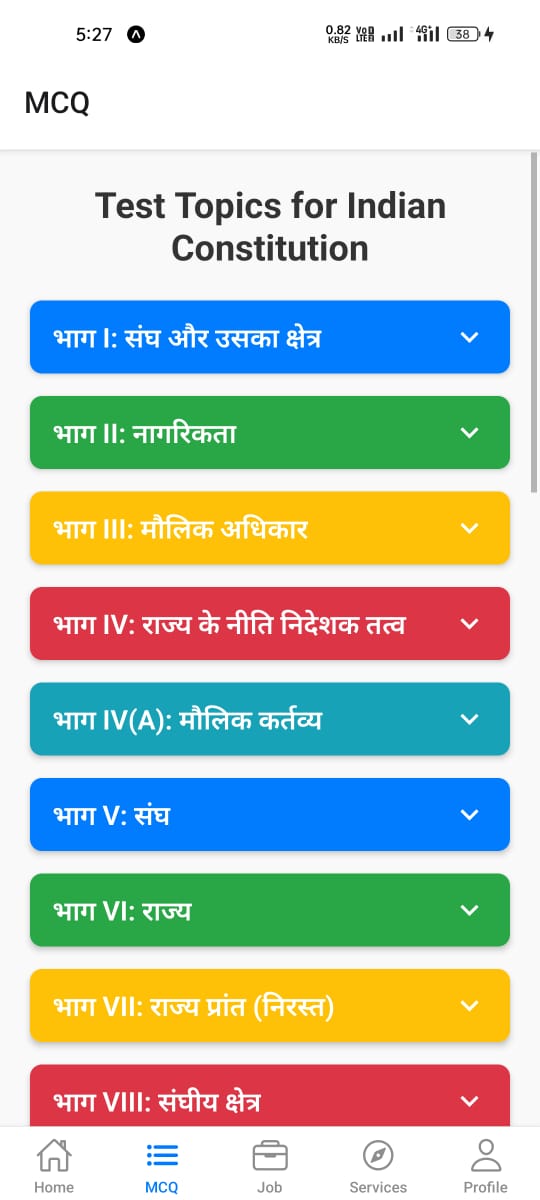 5:27
0.82 KB/S VoD LTE 4G+ 38
MCQ
Test Topics for Indian
Constitution
भाग I: संघ और उसका क्षेत्र
भाग II: नागरिकता
भाग III: मौलिक अधिकार
भाग IV: राज्य के नीति निदेशक तत्व
भाग IV(A): मौलिक कर्तव्य
भाग V: संघ
भाग VI: राज्य
भाग VII: राज्य प्रांत (निरस्त)
भाग VIII: संघीय क्षेत्र
Home
MCQ
Job
Services
Profile